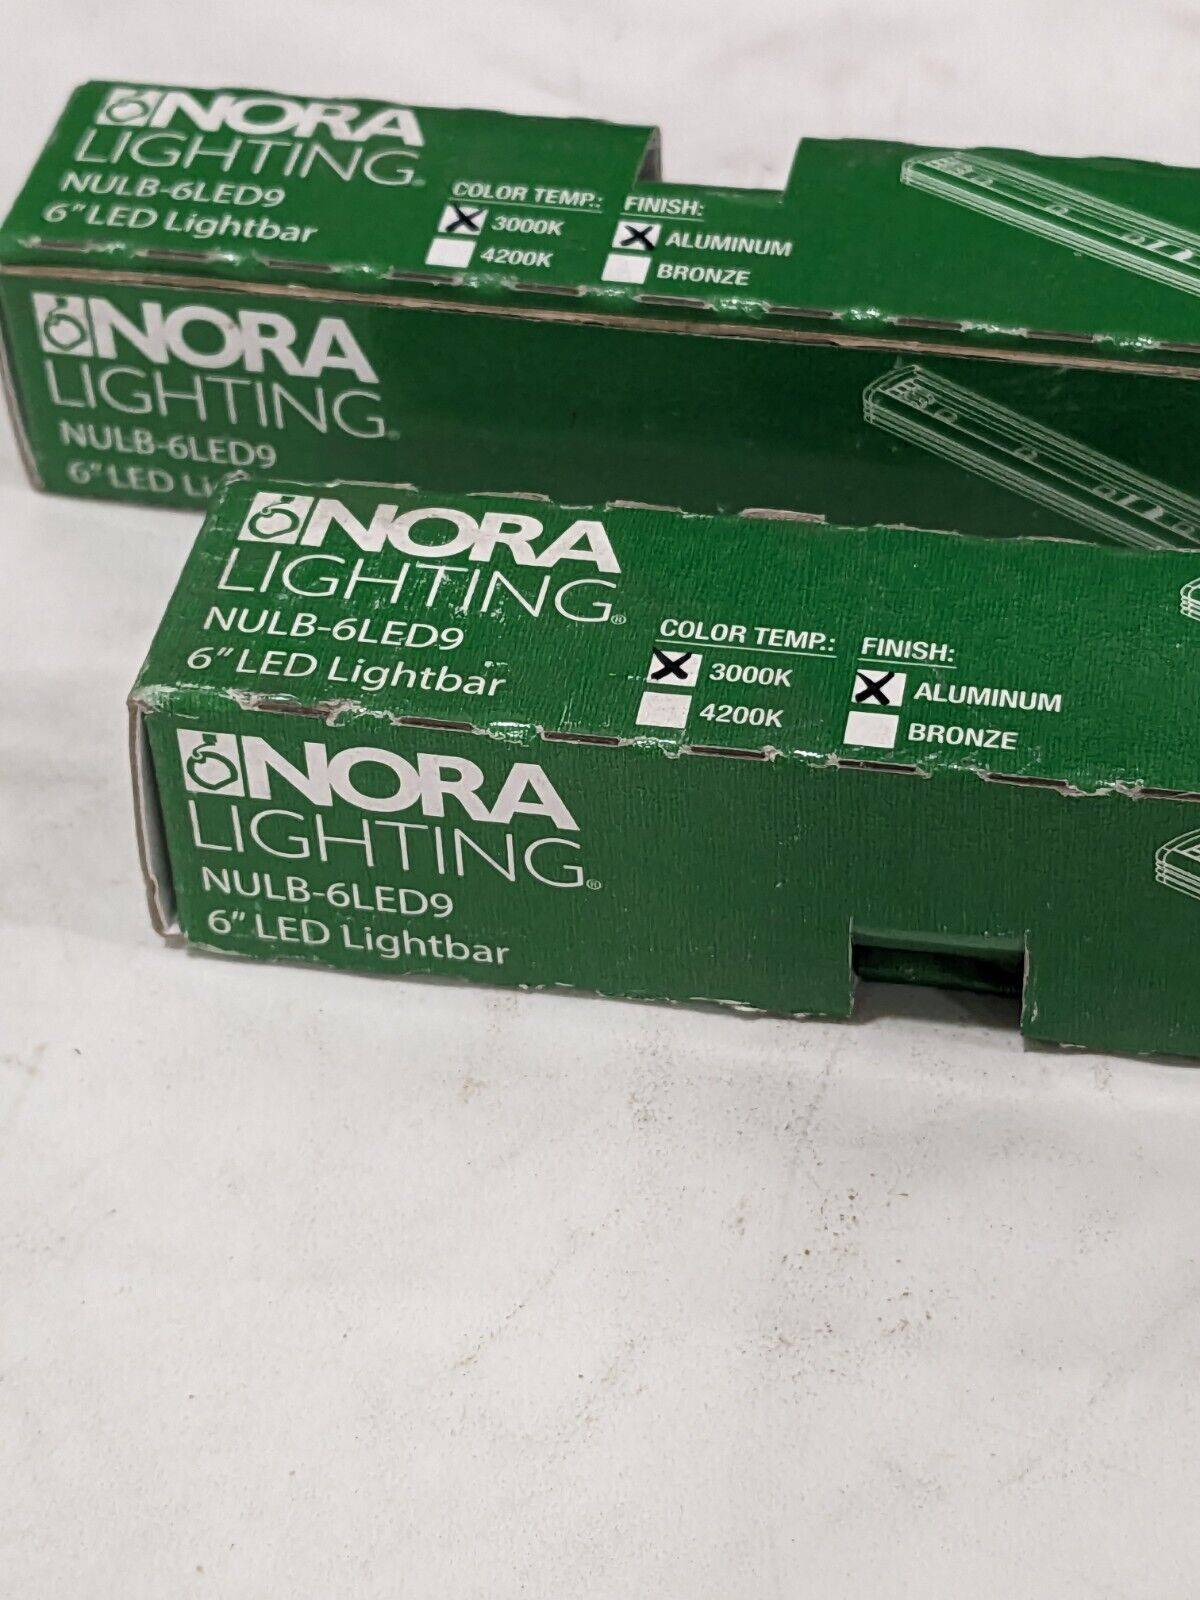 NORA
LIGHTING®
NULB-6LED9
6" LED Lightbar
COLOR TEMP.:
3000K
4200K
FINISH:
ALUMINUM
BRONZE
NORA
LIGHTING®
NULB-6LED9
6" LED
NORA
LIGHTING®
NULB-6LED9
6" LED Lightbar
COLOR TEMP.:
3000K
4200K
FINISH:
ALUMINUM
BRONZE
NORA
LIGHTING®
NULB-6LED9
6" LED Lightbar